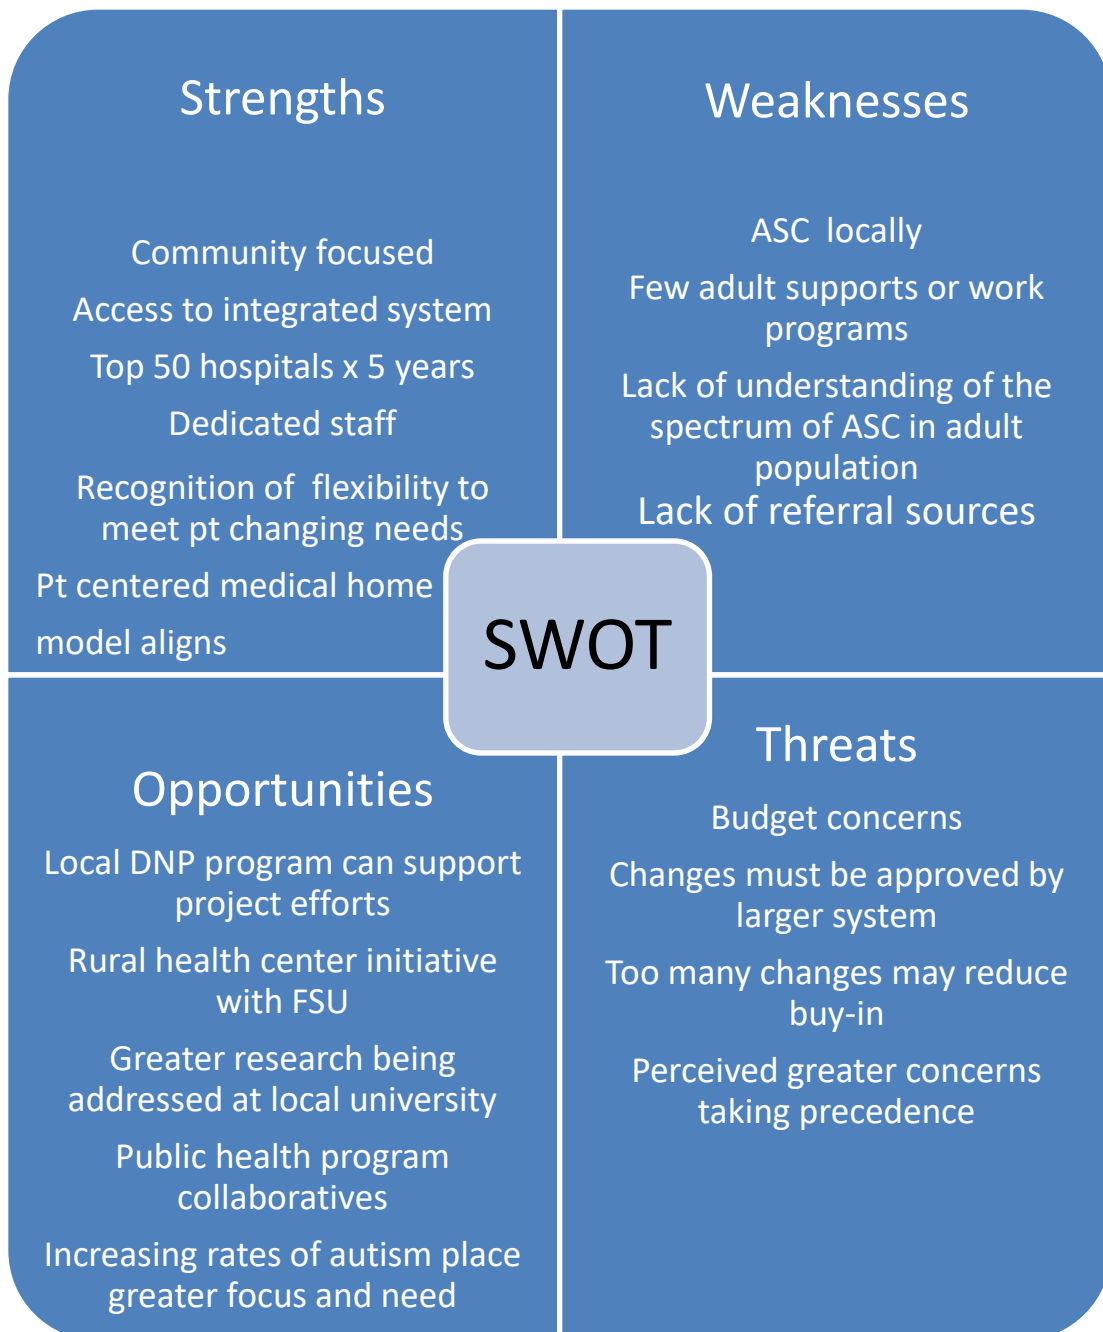 Strengths
Community focused
Access to integrated system
Top 50 hospitals x 5 years
Dedicated staff
Recognition of  flexibility to
meet pt changing needs
Pt centered medical home
model aligns
Weaknesses
ASC  locally
Few adult supports or work
programs
Lack of understanding of the
spectrum of ASC in adult
population
Lack of referral sources
SWOT
Opportunities
Local DNP program can support
project efforts
Rural health center initiative
with FSU
Greater research being
addressed at local university
Public health program
collaboratives
Increasing rates of autism place
greater focus and need
Threats
Budget concerns
Changes must be approved by
larger system
Too many changes may reduce
buy-in
Perceived greater concerns
taking precedence